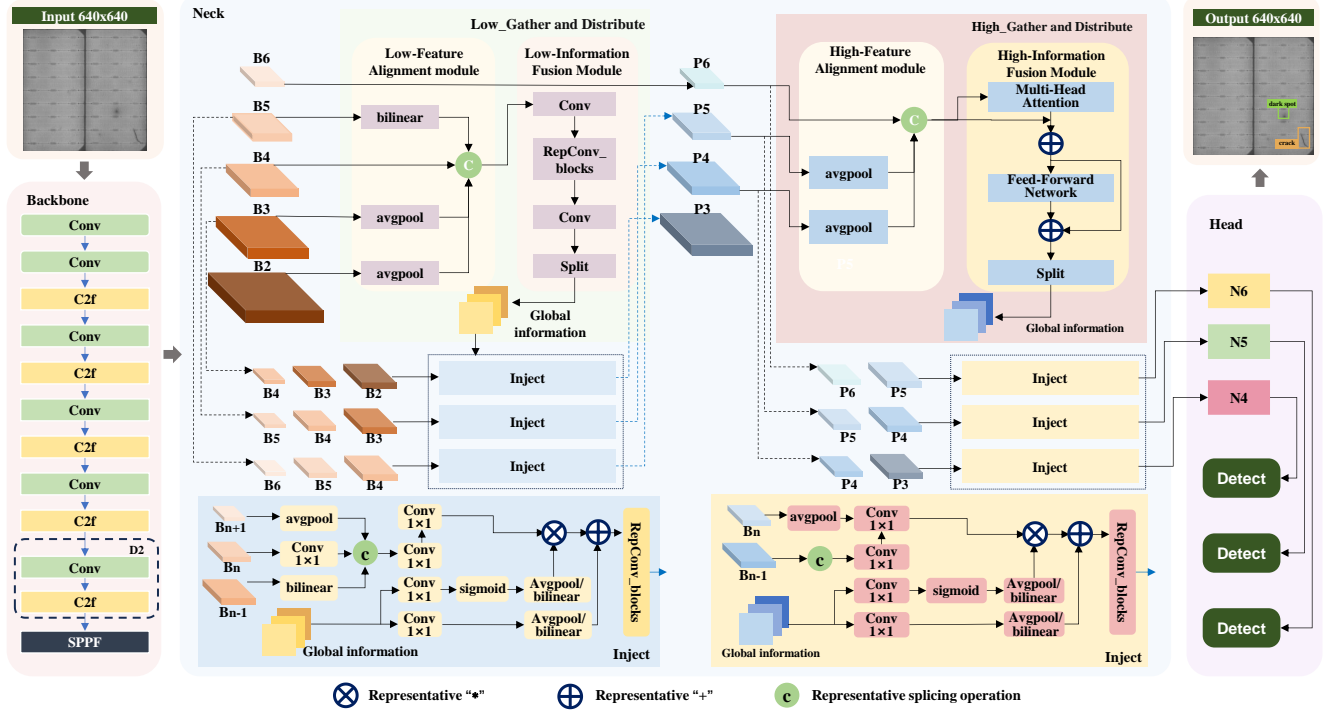 Input 640x640
Backbone
Conv
Conv
C2f
Conv
C2f
Conv
C2f
Conv
C2f
D2
Conv
C2f
SPPF
Neck
Low_Gather and Distribute
Low-Feature
Alignment module
Low-Information
Fusion Module
B6
B5
B4
B3
B2
bilinear
avgpool
avgpool
C
Conv
RepConv_
blocks
Conv
Split
Global
information
B4 B3 B2
Inject
B5 B4 B3
Inject
B6 B5 B4
Inject
P6
P5
P4
P3
High_Gather and Distribute
High-Feature
Alignment module
High-Information
Fusion Module
avgpool
avgpool
C
Multi-Head
Attention
Feed-Forward
Network
Split
Global information
P6 P5
Inject
P5 P4
Inject
P4 P3
Inject
Bn+1
Bn
Bn-1
avgpool
Conv
1×1
bilinear
c
Conv
1×1
Conv
1×1
Conv
1×1
sigmoid
Avgpool/
bilinear
Conv
1×1
Avgpool/
bilinear
RepConv_blocks
Global information
Inject
Bn
Bn-1
avgpool
c
Conv
1×1
Conv
1×1
Conv
1×1
sigmoid
Avgpool/
bilinear
Conv
1×1
Avgpool/
bilinear
RepConv_blocks
Global information
Inject
Output 640x640
dark spot
crack
Head
N6
N5
N4
Detect
Detect
Detect
Representative “*”
Representative “+”
c
Representative splicing operation